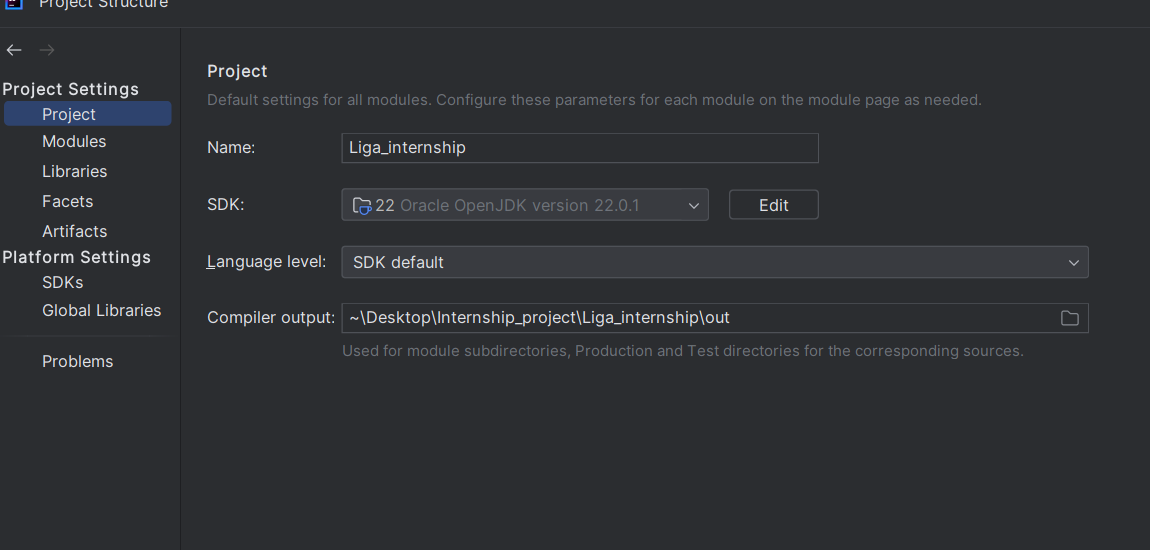 Project Structure
Project Settings
Project
Modules
Libraries
Facets
Artifacts
Platform Settings
SDKs
Global Libraries
Problems
Project
Default settings for all modules. Configure these parameters for each module on the module page as needed.
Name: Liga_internship
SDK: 22 Oracle OpenJDK version 22.0.1 Edit
Language level: SDK default
Compiler output: ~\Desktop\Internship_project\Liga_internship\out
Used for module subdirectories, Production and Test directories for the corresponding sources.